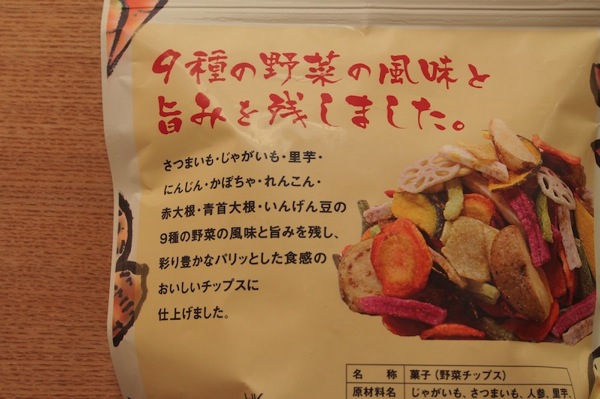 9種の野菜の風味と
旨みを残しました。
さつまいも・じゃがいも・里芋・
にんじん・かぼちゃ・れんこん・
赤大根・青首大根・いんげん豆の
9種の野菜の風味と旨みを残し、
彩り豊かなパリッとした食感の
おいしいチップスに
仕上げました。
名 称 菓子(野菜チップス)
原材料名 じゃがいも、さつまいも、人参、里芋、